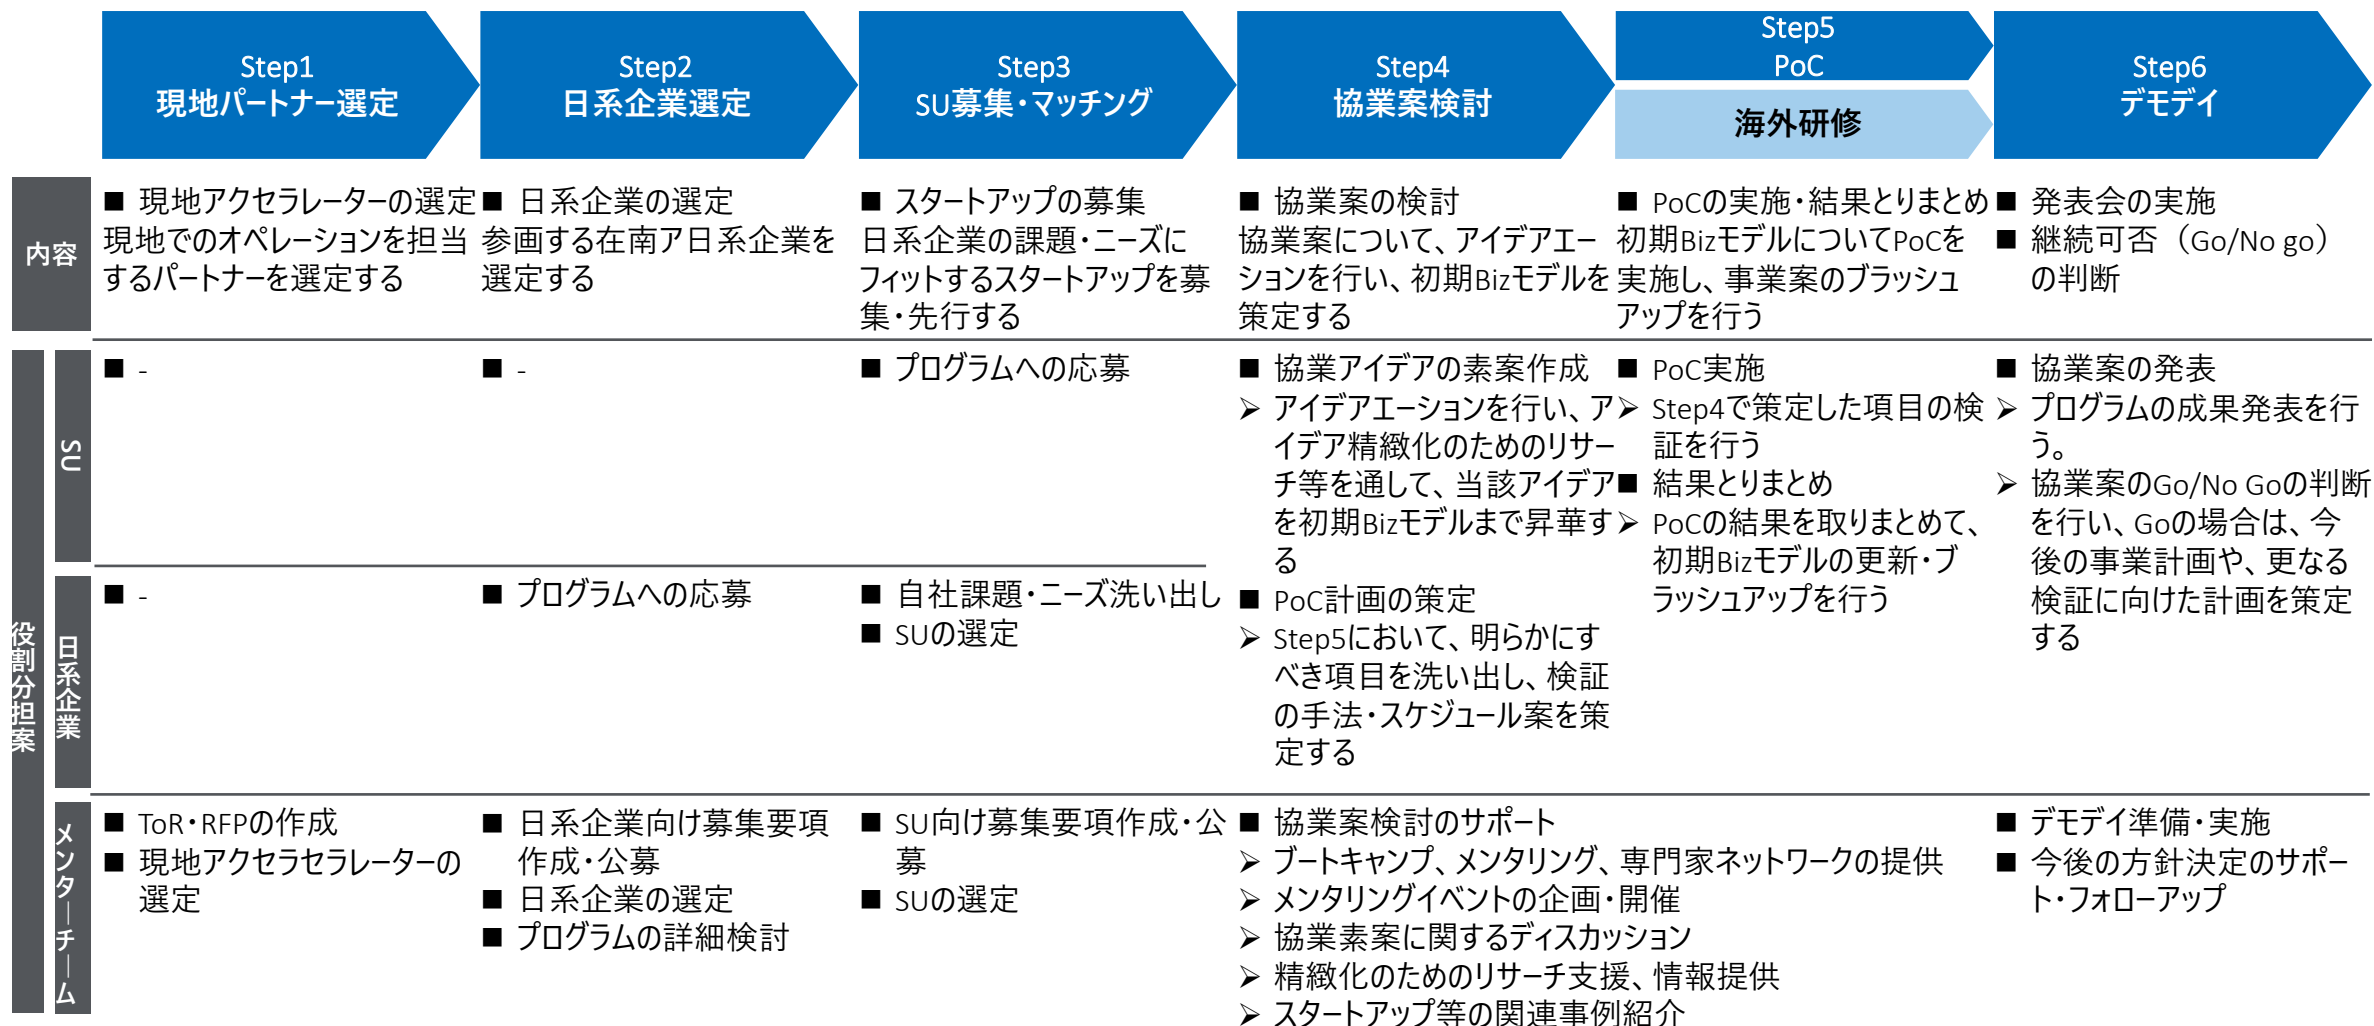 Step1
現地パートナー選定
Step2
日系企業選定
Step3
SU募集・マッチング
Step4
協業案検討
Step5
PoC
海外研修
Step6
デモデイ
内容
■ 現地アクセラレーターの選定
現地でのオペレーションを担当
するパートナーを選定する
■ 日系企業の選定
参画する在南ア日系企業を
選定する
■ スタートアップの募集
日系企業の課題・ニーズに
フィットするスタートアップを募
集・先行する
■ 協業案の検討
協業案について、アイデアエー
ションを行い、初期Bizモデルを
策定する
■ PoCの実施・結果とりまとめ
初期BizモデルについてPoCを
実施し、事業案のブラッシュ
アップを行う
■ 発表会の実施
■ 継続可否（Go/No go）
の判断
役割分担案
SU
■ -
■ -
■ プログラムへの応募
■ 協業アイデアの素案作成
➢ アイデアエーションを行い、ア
イデア精緻化のためのリサー
チ等を通して、当該アイデア
を初期Bizモデルまで昇華す
る
■ PoC計画の策定
➢ Step5において、明らかにす
べき項目を洗い出し、検証
の手法・スケジュール案を策
定する
■ PoC実施
➢ Step4で策定した項目の検
証を行う
■ 結果とりまとめ
➢ PoCの結果を取りまとめて、
初期Bizモデルの更新・ブ
ラッシュアップを行う
■ 協業案の発表
➢ プログラムの成果発表を行
う。
➢ 協業案のGo/No Goの判断
を行い、Goの場合は、今
後の事業計画や、更なる
検証に向けた計画を策定
する
日系企業
■ -
■ プログラムへの応募
■ 自社課題・ニーズ洗い出し
■ SUの選定
メンターチーム
■ ToR・RFPの作成
■ 現地アクセラセラレーターの
選定
■ 日系企業向け募集要項
作成・公募
■ 日系企業の選定
■ プログラムの詳細検討
■ SU向け募集要項作成・公
募
■ SUの選定
■ 協業案検討のサポート
➢ ブートキャンプ、メンタリング、専門家ネットワークの提供
➢ メンタリングイベントの企画・開催
➢ 協業素案に関するディスカッション
➢ 精緻化のためのリサーチ支援、情報提供
➢ スタートアップ等の関連事例紹介
■ デモデイ準備・実施
■ 今後の方針決定のサポー
ト・フォローアップ